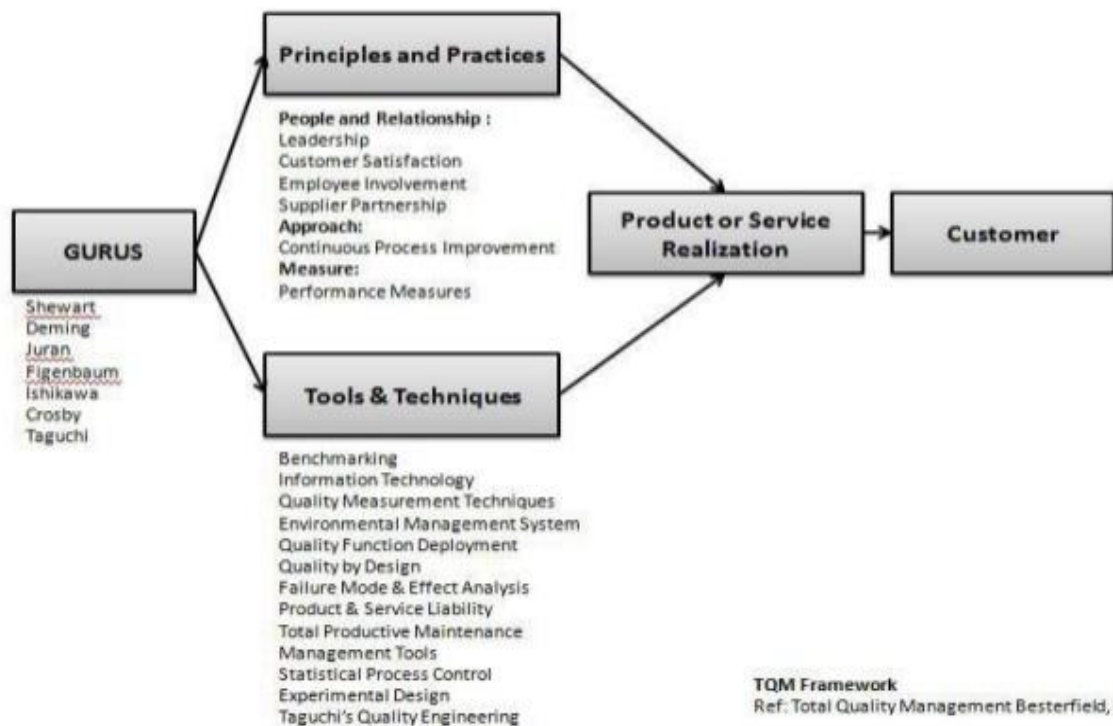 Principles and Practices
People and Relationship :
Leadership
Customer Satisfaction
Employee Involvement
Supplier Partnership
Approach:
Continuous Process Improvement
Measure:
Performance Measures
GURUS
Shewart
Deming
Juran
Figenbaum
Ishikawa
Crosby
Taguchi
Tools & Techniques
Benchmarking
Information Technology
Quality Measurement Techniques
Environmental Management System
Quality Function Deployment
Quality by Design
Failure Mode & Effect Analysis
Product & Service Liability
Total Productive Maintenance
Management Tools
Statistical Process Control
Experimental Design
Taguchi's Quality Engineering
Product or Service
Realization
Customer
TQM Framework
Ref: Total Quality Management Besterfield,